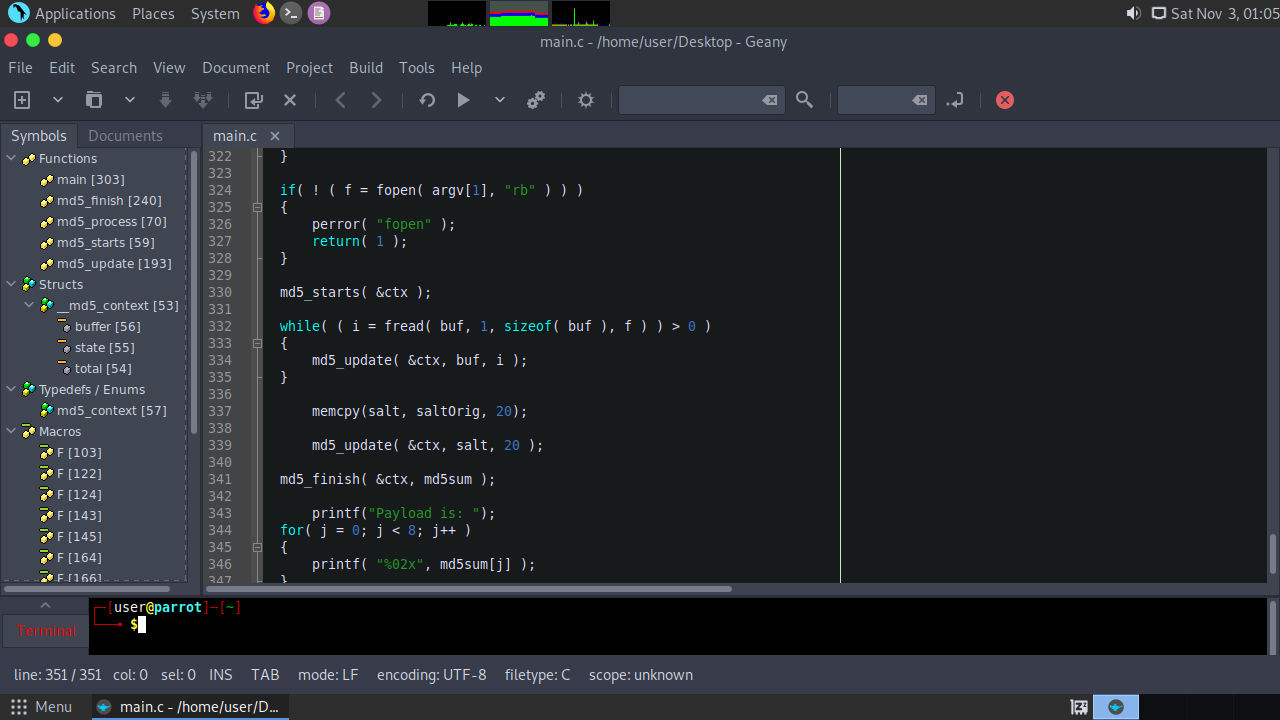 Applications Places System Sat Nov 3, 01:05
main.c - /home/user/Desktop - Geany
File Edit Search View Document Project Build Tools Help
Symbols Documents
Functions
main [303]
md5_finish [240]
md5_process [70]
md5_starts [59]
md5_update [193]
Structs
__md5_context [53]
buffer [56]
state [55]
total [54]
Typedefs / Enums
md5_context [57]
Macros
F [103]
F [122]
F [124]
F [143]
F [145]
F [164]
F [166]
main.c
322 }
323
324 if( ! ( f = fopen( argv[1], "rb" ) ) )
325 {
326 perror( "fopen" );
327 return( 1 );
328 }
329
330 md5_starts( &ctx );
331
332 while( ( i = fread( buf, 1, sizeof( buf ), f ) ) > 0 )
333 {
334 md5_update( &ctx, buf, i );
335 }
336
337 memcpy(salt, saltOrig, 20);
338
339 md5_update( &ctx, salt, 20 );
340
341 md5_finish( &ctx, md5sum );
342
343 printf("Payload is: ");
344 for( j = 0; j < 8; j++ )
345 {
346 printf( "%02x", md5sum[j] );
347 }
Terminal
[user@parrot]-[~]
$
line: 351 / 351 col: 0 sel: 0 INS TAB mode: LF encoding: UTF-8 filetype: C scope: unknown
Menu main.c - /home/user/D...